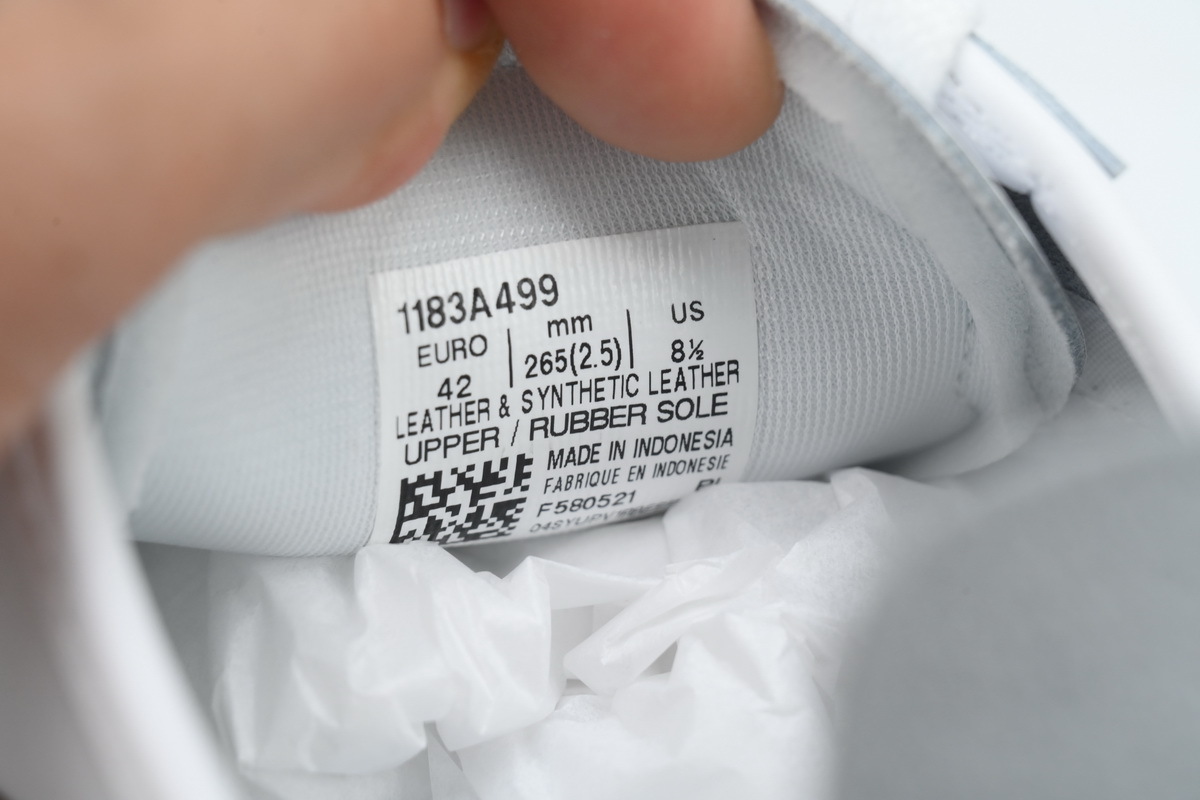 1183A499
EURO | mm | US
42 | 265(2.5) | 8½
LEATHER & SYNTHETIC LEATHER
UPPER / RUBBER SOLE
MADE IN INDONESIA
FABRIQUE EN INDONESIE
F580521